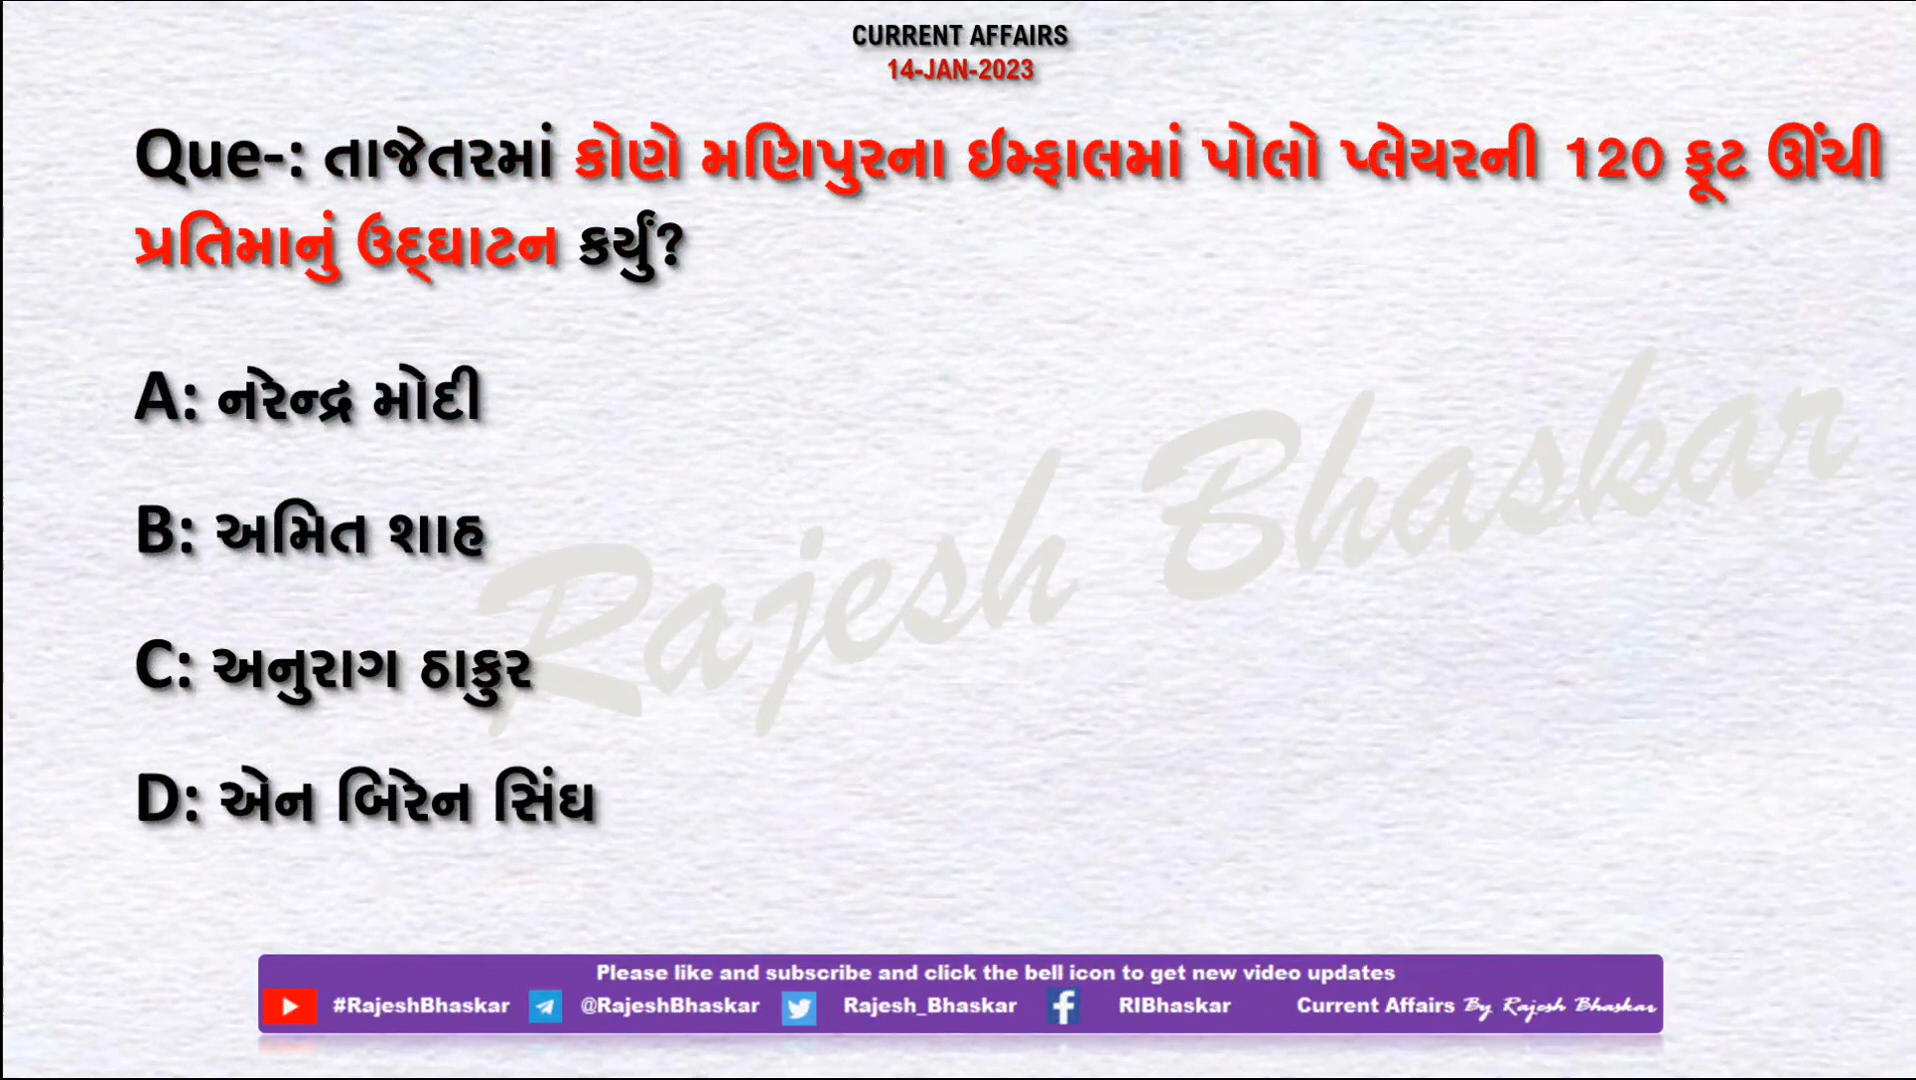 CURRENT AFFAIRS
14-JAN-2023
Que-: તાજેતરમાં કોણે મણિપુરના ઈમ્ફાલમાં પોલો પ્લેયરની 120 ફૂટ ઊંચી
પ્રતિમાનું ઉદ્‌ઘાટન કર્યું?
A: નરેન્દ્ર મોદી
B: અમિત શાહ
C: અનુરાગ ઠાકુર
D: એન બિરેન સિંઘ
Rajesh Bhaskar
Please like and subscribe and click the bell icon to get new video updates
#RajeshBhaskar @RajeshBhaskar Rajesh_Bhaskar RIBhaskar Current Affairs By Rajesh Bhaskar